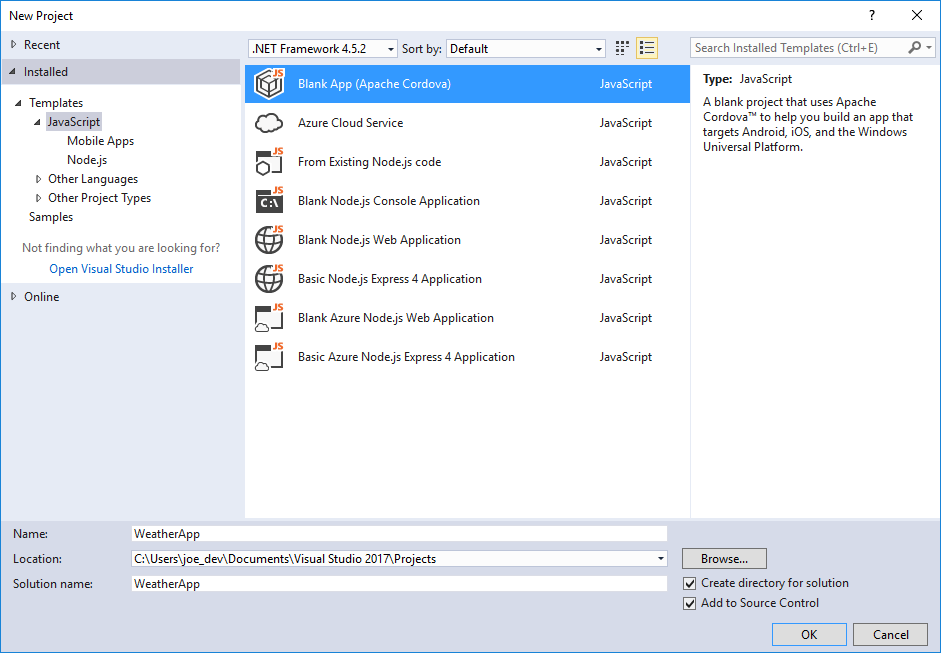 New Project
?
Recent
Installed
Templates
JavaScript
Mobile Apps
Node.js
Other Languages
Other Project Types
Samples
Not finding what you are looking for?
Open Visual Studio Installer
Online
.NET Framework 4.5.2 Sort by: Default
Search Installed Templates (Ctrl+E)
JS Blank App (Apache Cordova) JavaScript
Azure Cloud Service JavaScript
JS From Existing Node.js code JavaScript
JS C:\ Blank Node.js Console Application JavaScript
JS Blank Node.js Web Application JavaScript
JS Basic Node.js Express 4 Application JavaScript
JS Blank Azure Node.js Web Application JavaScript
JS Basic Azure Node.js Express 4 Application JavaScript
Type: JavaScript
A blank project that uses Apache
Cordova™ to help you build an app that
targets Android, iOS, and the Windows
Universal Platform.
Name: WeatherApp
Location: C:\Users\joe_dev\Documents\Visual Studio 2017\Projects
Browse...
Solution name: WeatherApp
Create directory for solution
Add to Source Control
OK Cancel